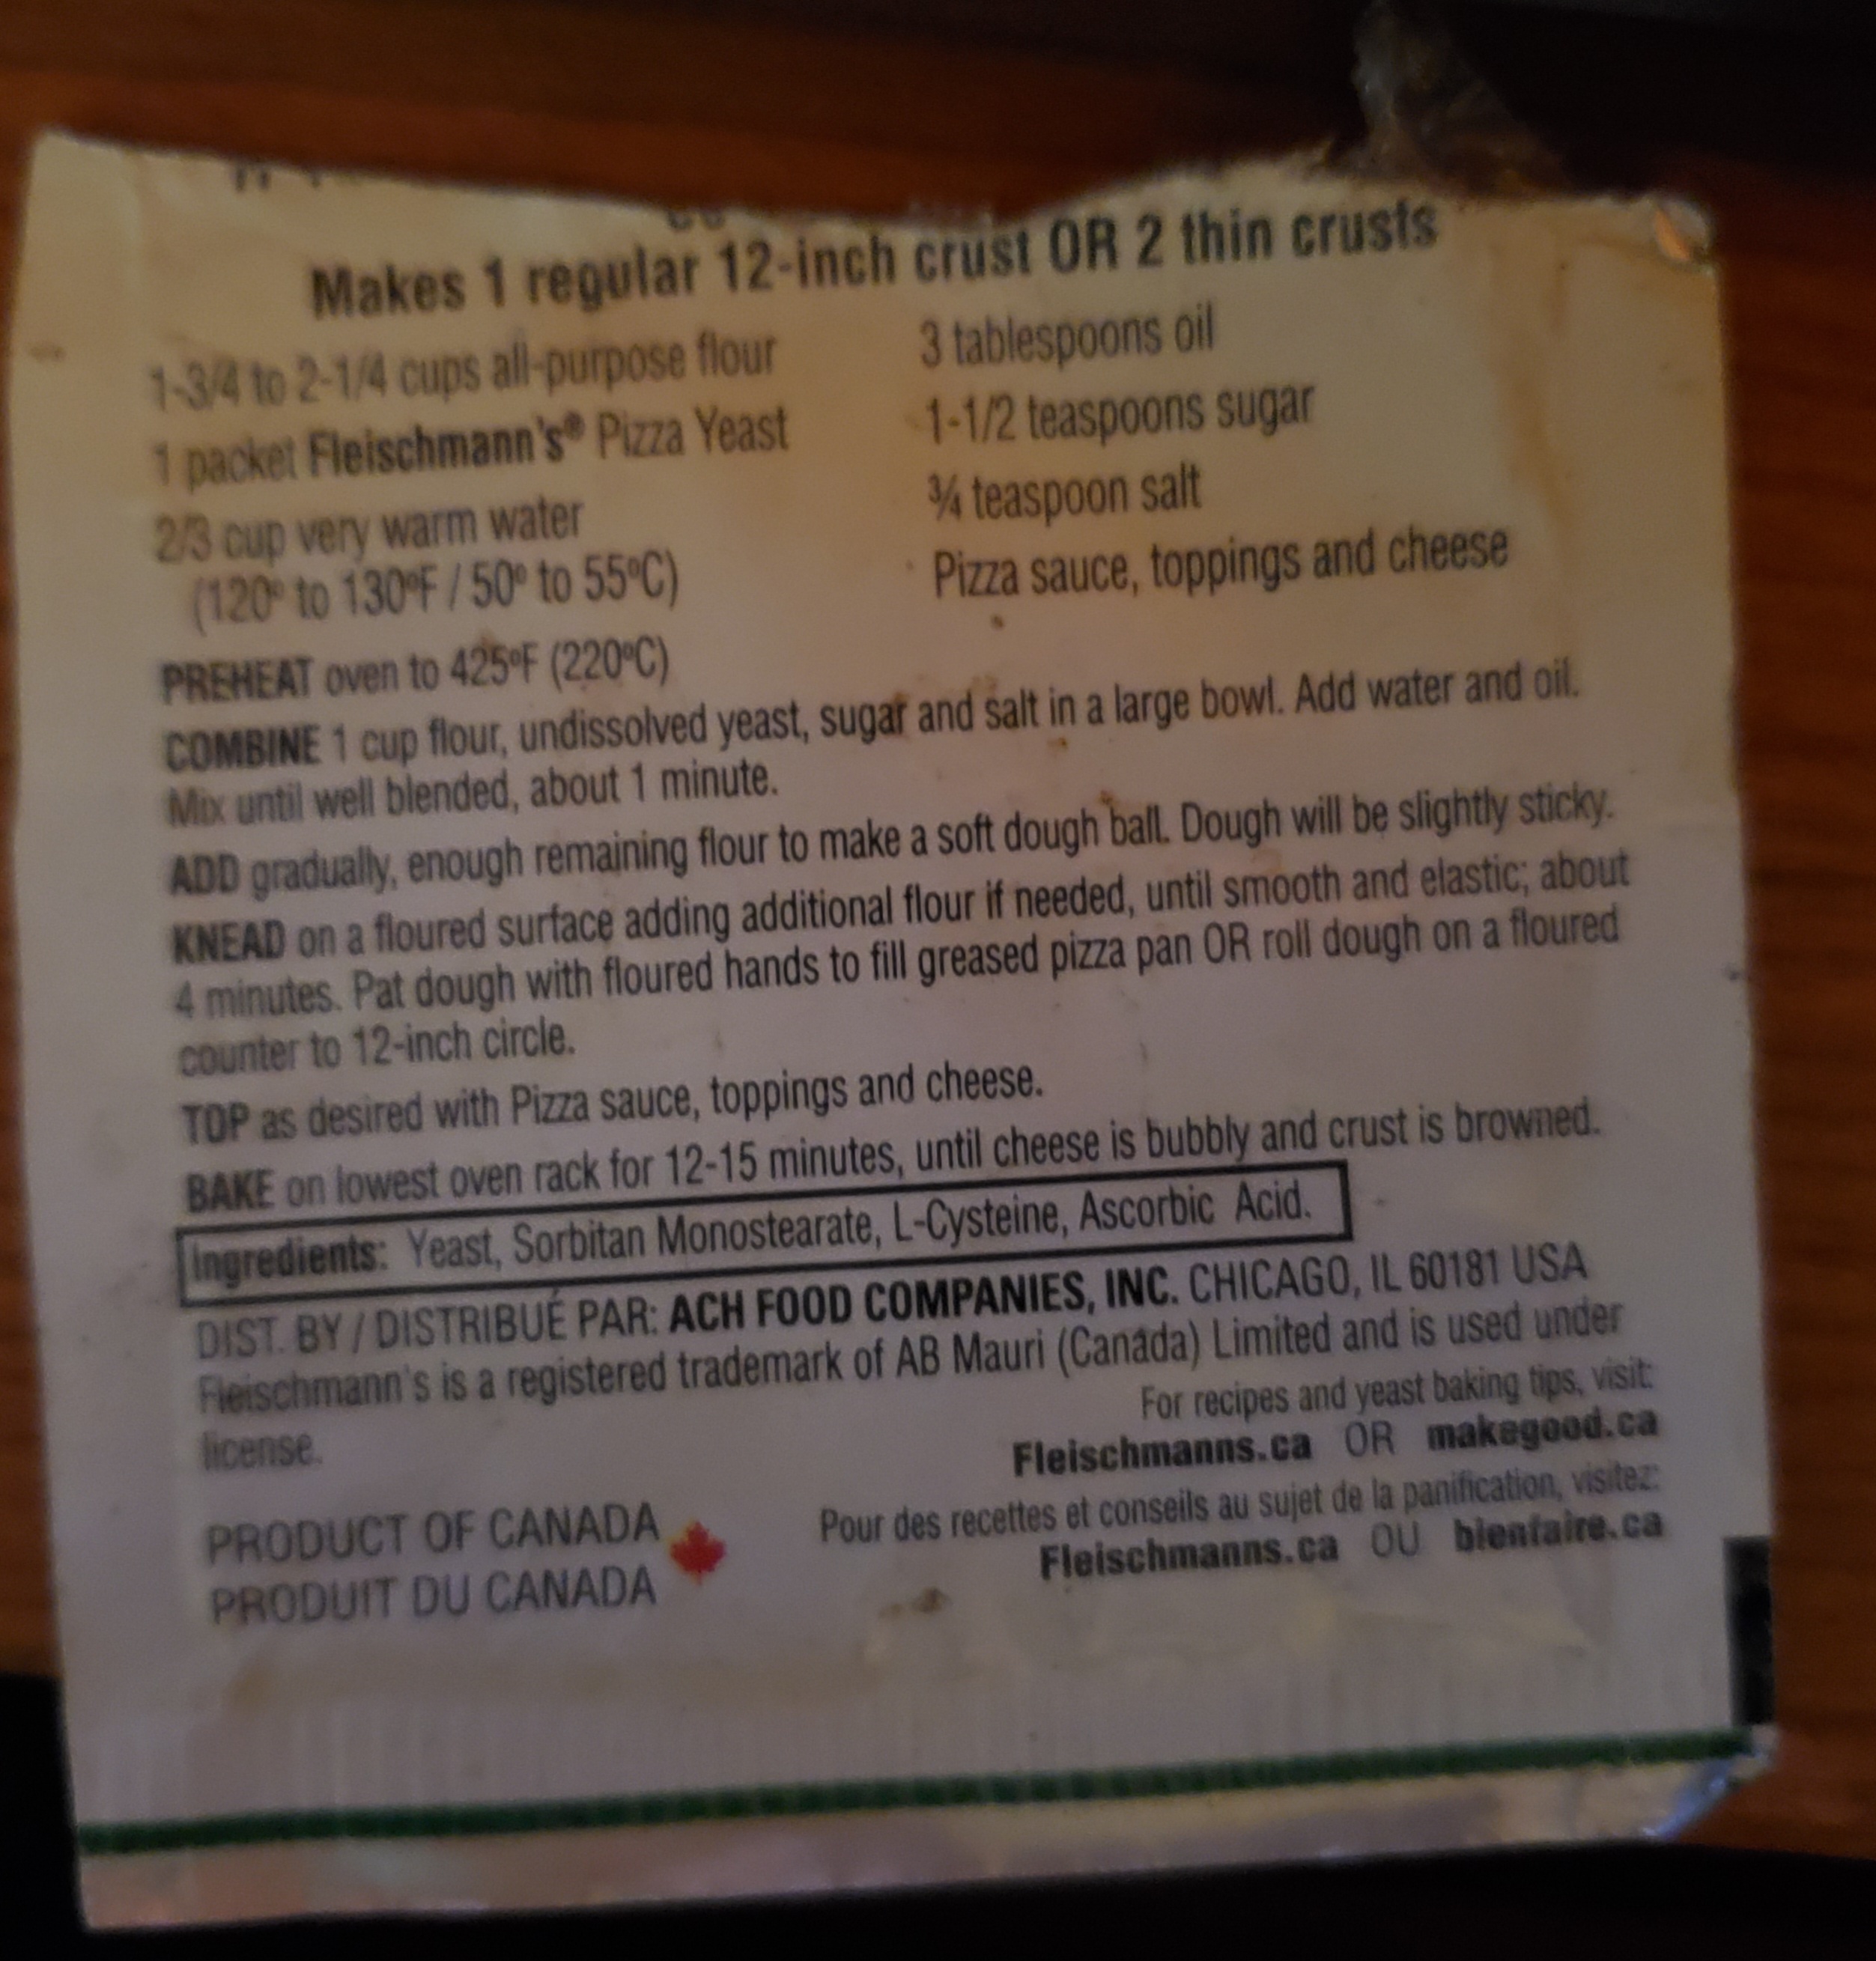 Makes 1 regular 12-inch crust OR 2 thin crusts
1-3/4 to 2-1/4 cups all-purpose flour
1 packet Fleischmann's® Pizza Yeast
2/3 cup very warm water
(120º to 130ºF / 50º to 55ºC)
3 tablespoons oil
1-1/2 teaspoons sugar
¾ teaspoon salt
Pizza sauce, toppings and cheese
PREHEAT oven to 425ºF (220ºC)
COMBINE 1 cup flour, undissolved yeast, sugar and salt in a large bowl. Add water and oil.
Mix until well blended, about 1 minute.
ADD gradually, enough remaining flour to make a soft dough ball. Dough will be slightly sticky.
KNEAD on a floured surface adding additional flour if needed, until smooth and elastic; about
4 minutes. Pat dough with floured hands to fill greased pizza pan OR roll dough on a floured
counter to 12-inch circle.
TOP as desired with Pizza sauce, toppings and cheese.
BAKE on lowest oven rack for 12-15 minutes, until cheese is bubbly and crust is browned.
Ingredients: Yeast, Sorbitan Monostearate, L-Cysteine, Ascorbic Acid.
DIST. BY / DISTRIBUÉ PAR: ACH FOOD COMPANIES, INC. CHICAGO, IL 60181 USA
Fleischmann's is a registered trademark of AB Mauri (Canada) Limited and is used under
license.
For recipes and yeast baking tips, visit:
Fleischmanns.ca OR makegood.ca
Pour des recettes et conseils au sujet de la panification, visitez:
Fleischmanns.ca OU bienfaire.ca
PRODUCT OF CANADA
PRODUIT DU CANADA